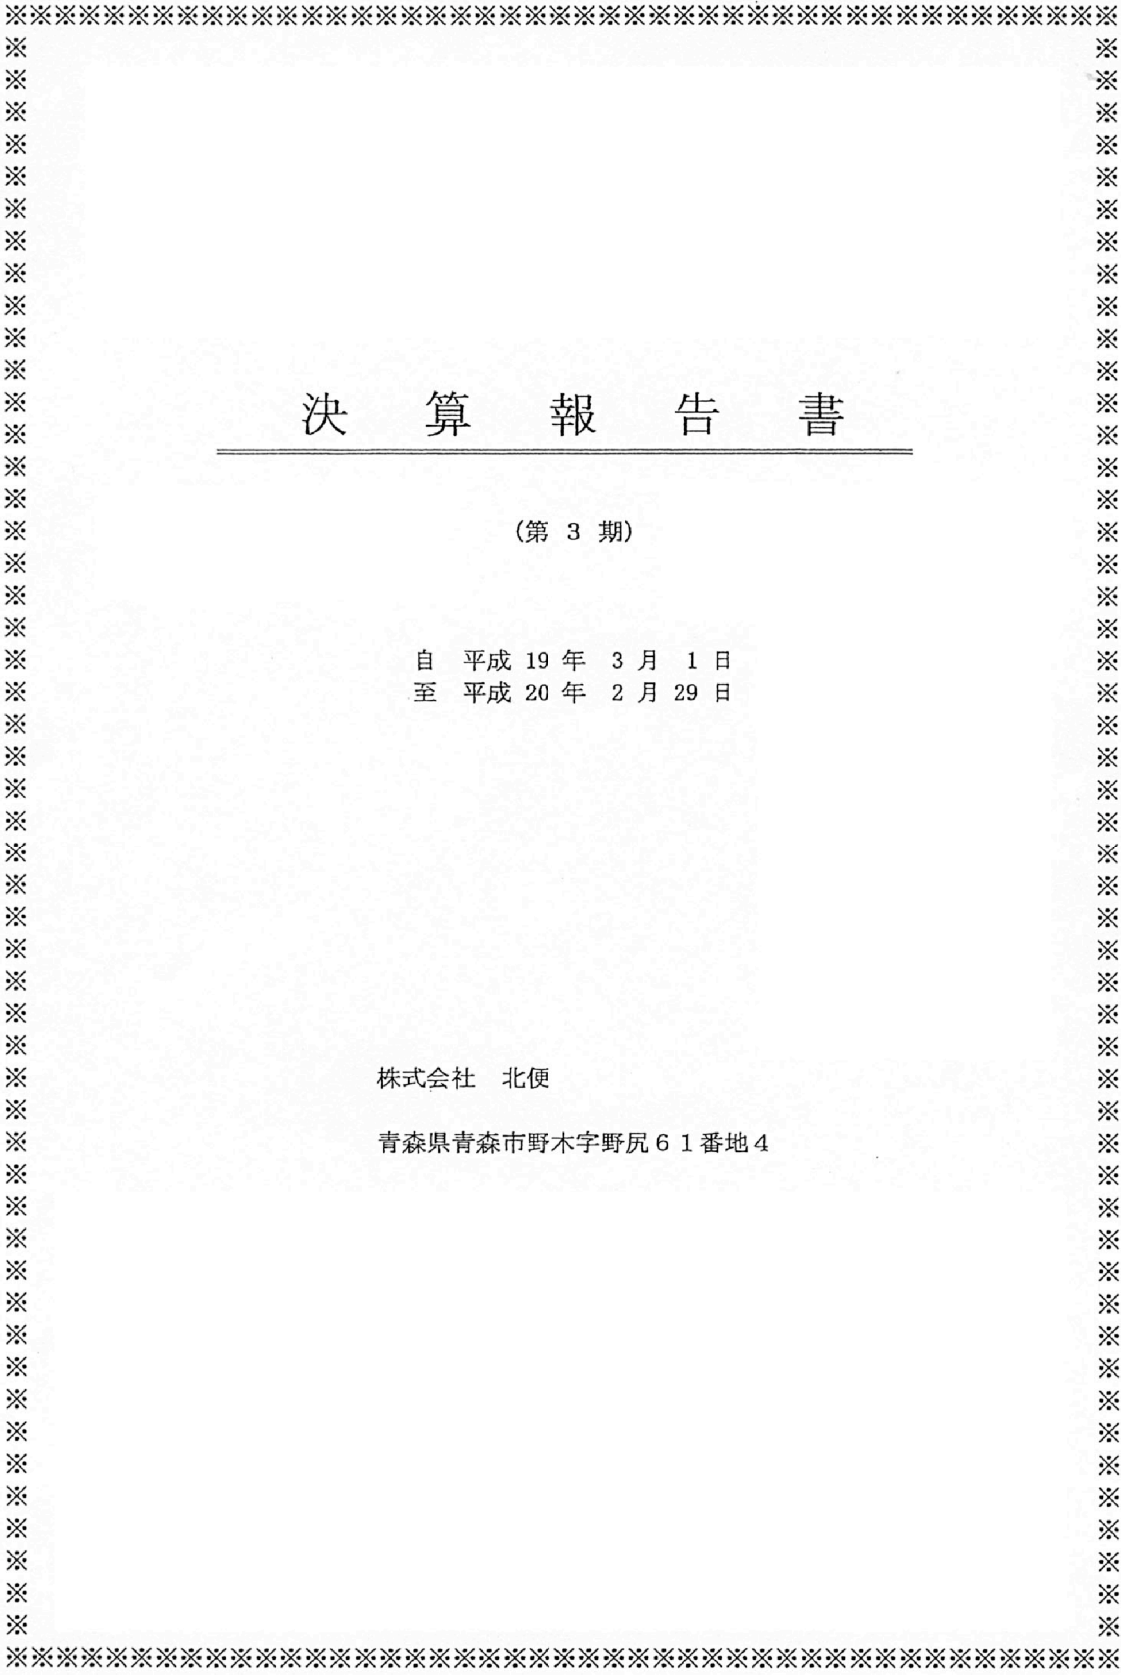 決算報告書
(第 3 期)
自 平成 19 年 3 月 1 日
至 平成 20 年 2 月 29 日
株式会社 北便
青森県青森市野木字野尻61番地4